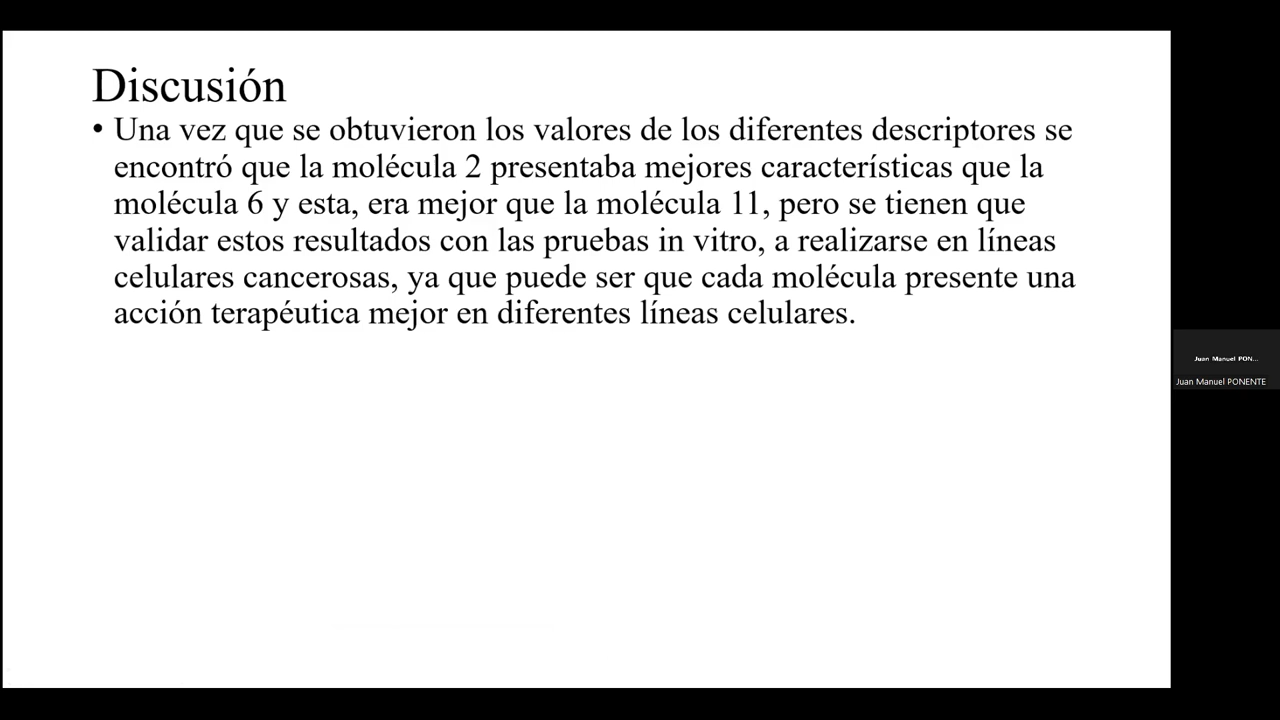 Discusión
• Una vez que se obtuvieron los valores de los diferentes descriptores se
encontró que la molécula 2 presentaba mejores características que la
molécula 6 y esta, era mejor que la molécula 11, pero se tienen que
validar estos resultados con las pruebas in vitro, a realizarse en líneas
celulares cancerosas, ya que puede ser que cada molécula presente una
acción terapéutica mejor en diferentes líneas celulares.
Juan Manuel PON...
Juan Manuel PONENTE